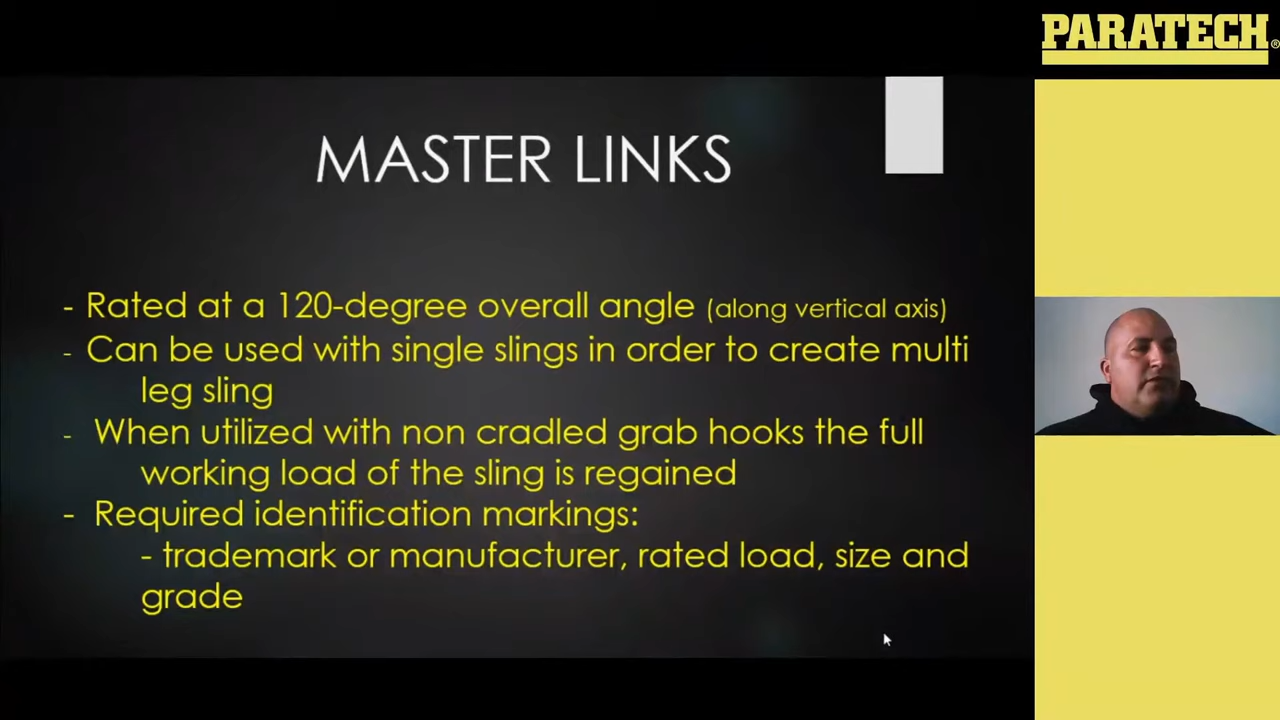 PARATECH®
MASTER LINKS
- Rated at a 120-degree overall angle (along vertical axis)
- Can be used with single slings in order to create multi
leg sling
- When utilized with non cradled grab hooks the full
working load of the sling is regained
- Required identification markings:
- trademark or manufacturer, rated load, size and
grade